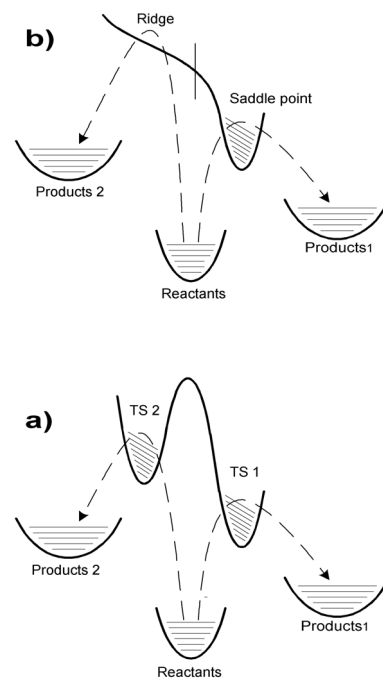 b)
Ridge
Saddle point
Products 2
Products1
Reactants
a)
TS 2
TS 1
Products 2
Products1
Reactants